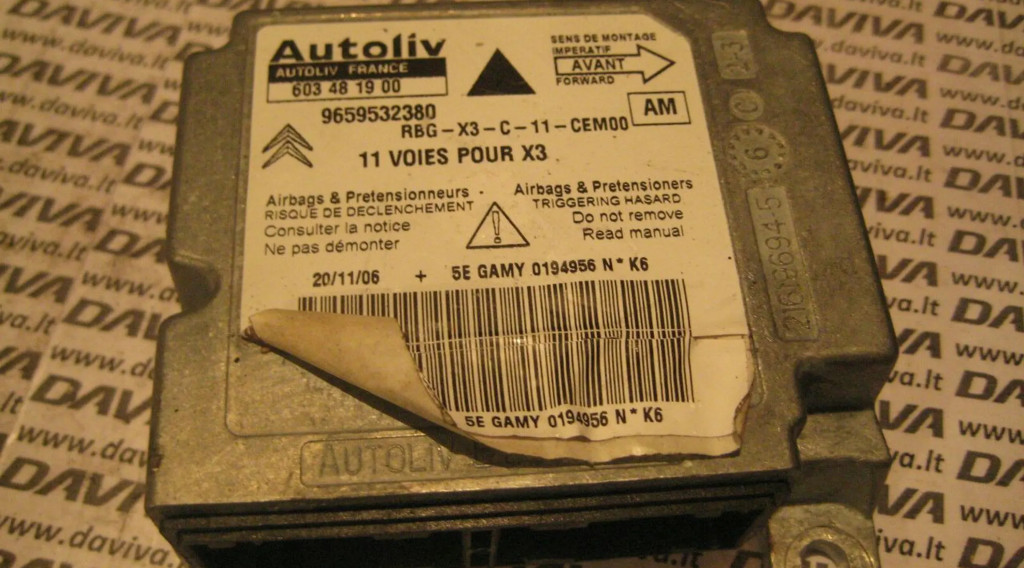 Autoliv
AUTOLIV FRANCE
603 48 19 00
SENS DE MONTAGE
IMPERATIF
AVANT
FORWARD
9659532380
AM
RBG-X3-C-11-CEM00
11 VOIES POUR X3
Airbags & Pretensionneurs
RISQUE DE DECLENCHEMENT
Consulter la notice
Ne pas démonter
Airbags & Pretensioners
TRIGGERING HASARD
Do not remove
Read manual
20/11/06 + 5E GAMY 0194956 N* K6
5E GAMY 0194956 N* K6
AUTOLIV
2-3
C
6
DAVIVA
www.daviva.lt